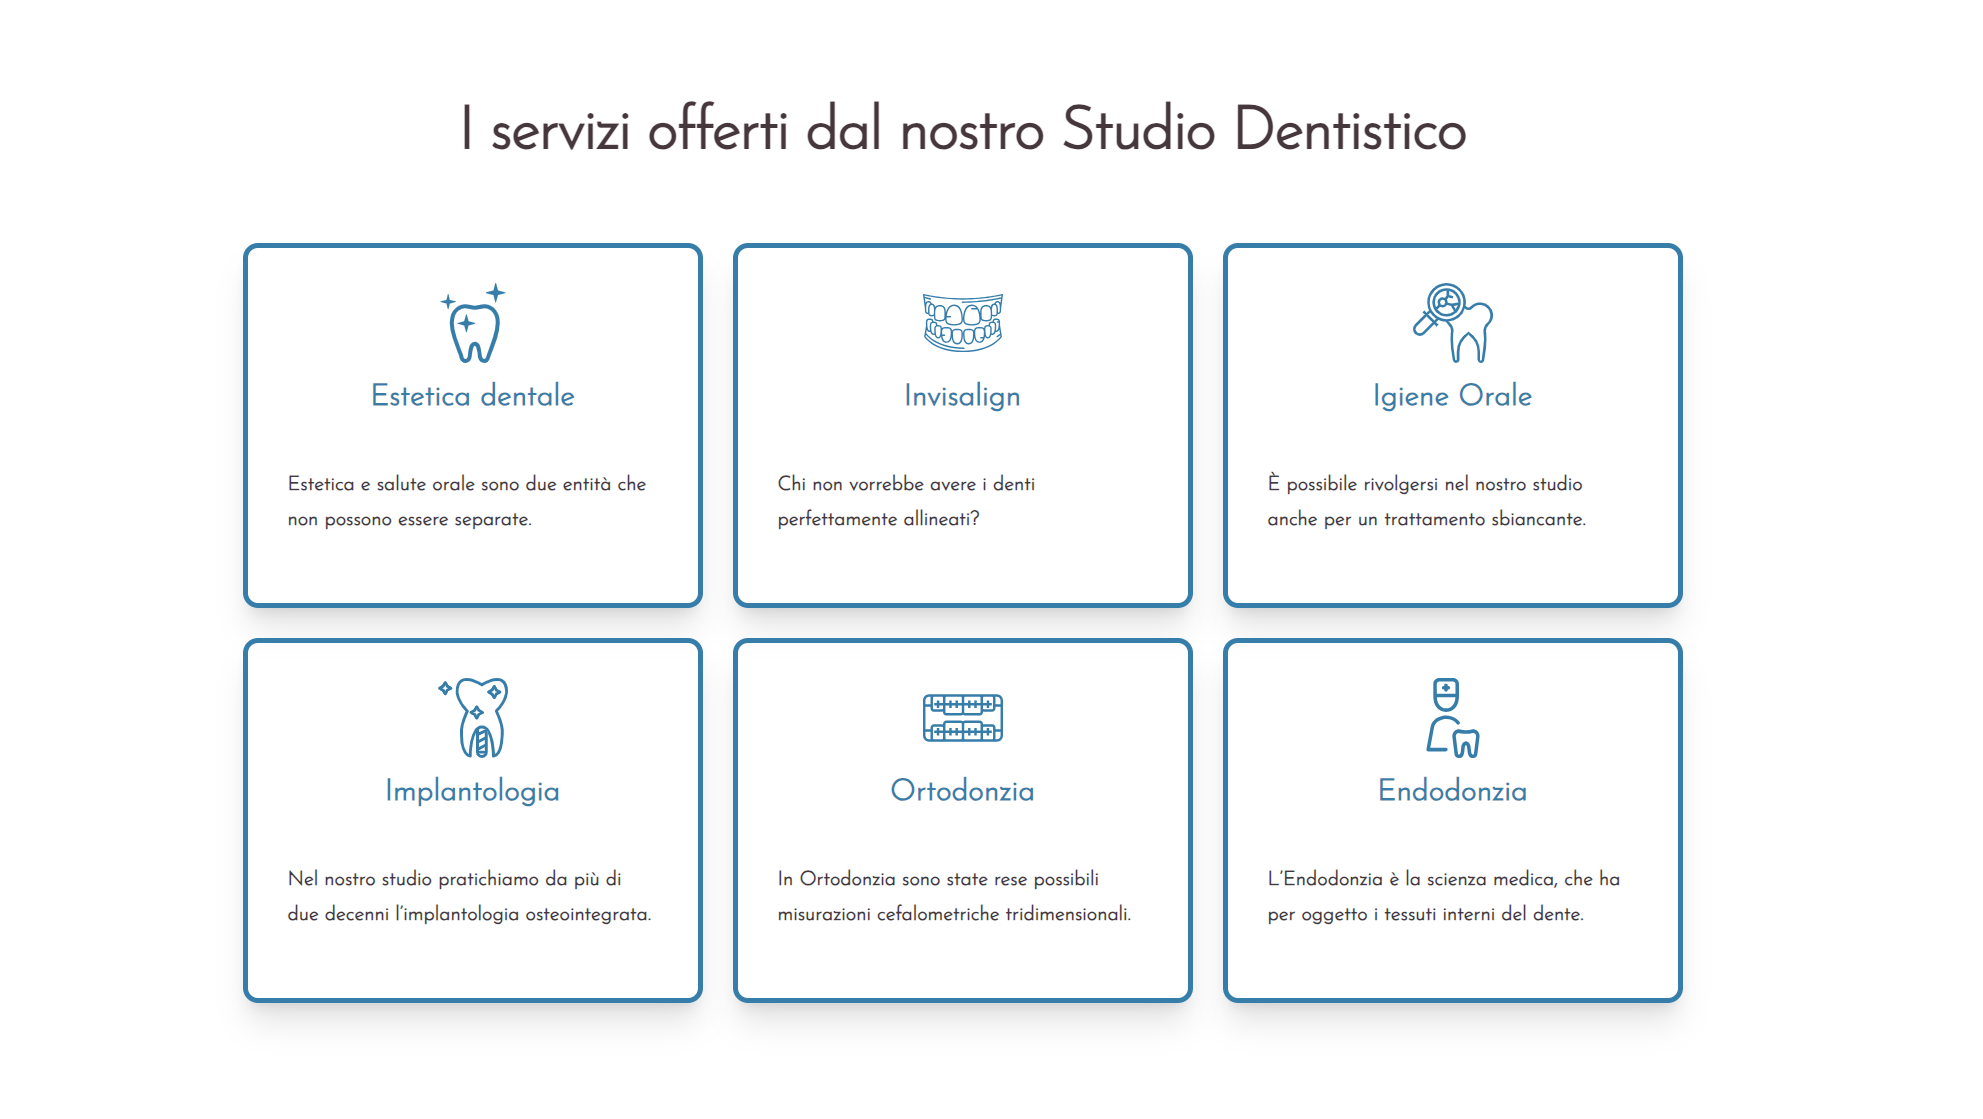 I servizi offerti dal nostro Studio Dentistico
Estetica dentale
Estetica e salute orale sono due entità che
non possono essere separate.
Invisalign
Chi non vorrebbe avere i denti
perfettamente allineati?
Igiene Orale
È possibile rivolgersi nel nostro studio
anche per un trattamento sbiancante.
Implantologia
Nel nostro studio pratichiamo da più di
due decenni l’implantologia osteointegrata.
Ortodonzia
In Ortodonzia sono state rese possibili
misurazioni cefalometriche tridimensionali.
Endodonzia
L’Endodonzia è la scienza medica, che ha
per oggetto i tessuti interni del dente.